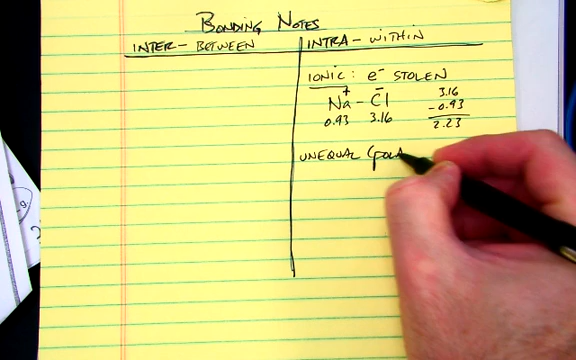 BONDING NOTES
INTER - BETWEEN
INTRA - WITHIN
IONIC: e⁻ STOLEN
+ −
Na - Cl
0.93 3.16
3.16
-0.93
2.23
UNEQUAL (POLA